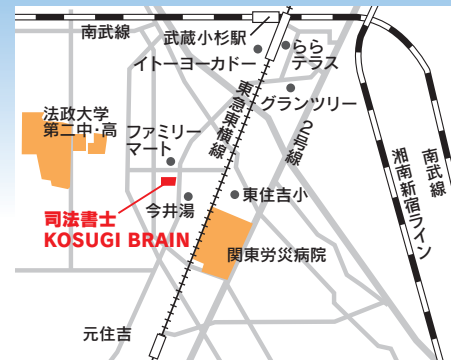 南武線
武蔵小杉駅
イトーヨーカドー
らら
テラス
グランツリー
東急東横線
2号線
法政大学
第二中・高
ファミリー
マート
南武線
湘南新宿ライン
今井湯
東住吉小
司法書士
KOSUGI BRAIN
関東労災病院
元住吉